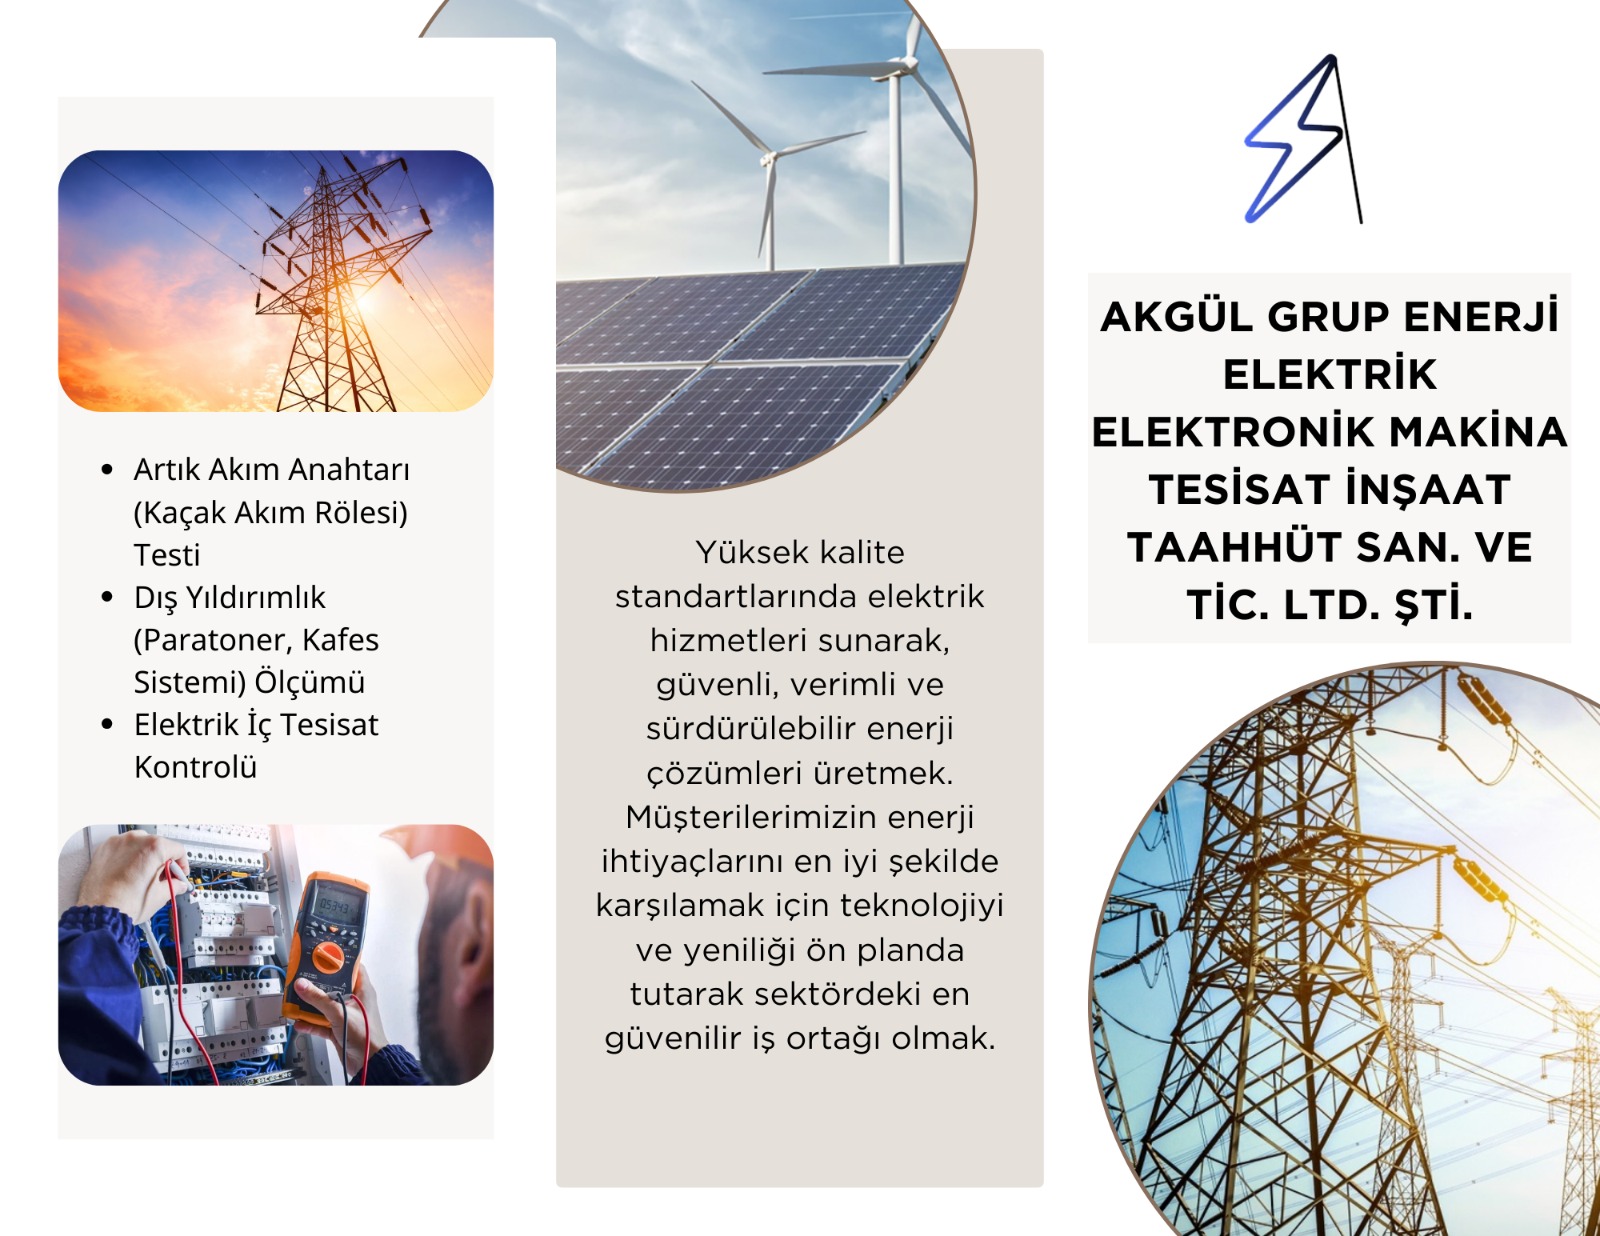 Artık Akım Anahtarı
(Kaçak Akım Rölesi)
Testi
Dış Yıldırımlık
(Paratoner, Kafes
Sistemi) Ölçümü
Elektrik İç Tesisat
Kontrolü
Yüksek kalite
standartlarında elektrik
hizmetleri sunarak,
güvenli, verimli ve
sürdürülebilir enerji
çözümleri üretmek.
Müşterilerimizin enerji
ihtiyaçlarını en iyi şekilde
karşılamak için teknolojiyi
ve yeniliği ön planda
tutarak sektördeki en
güvenilir iş ortağı olmak.
AKGÜL GRUP ENERJİ
ELEKTRİK
ELEKTRONİK MAKİNA
TESİSAT İNŞAAT
TAAHHÜT SAN. VE
TİC. LTD. ŞTİ.